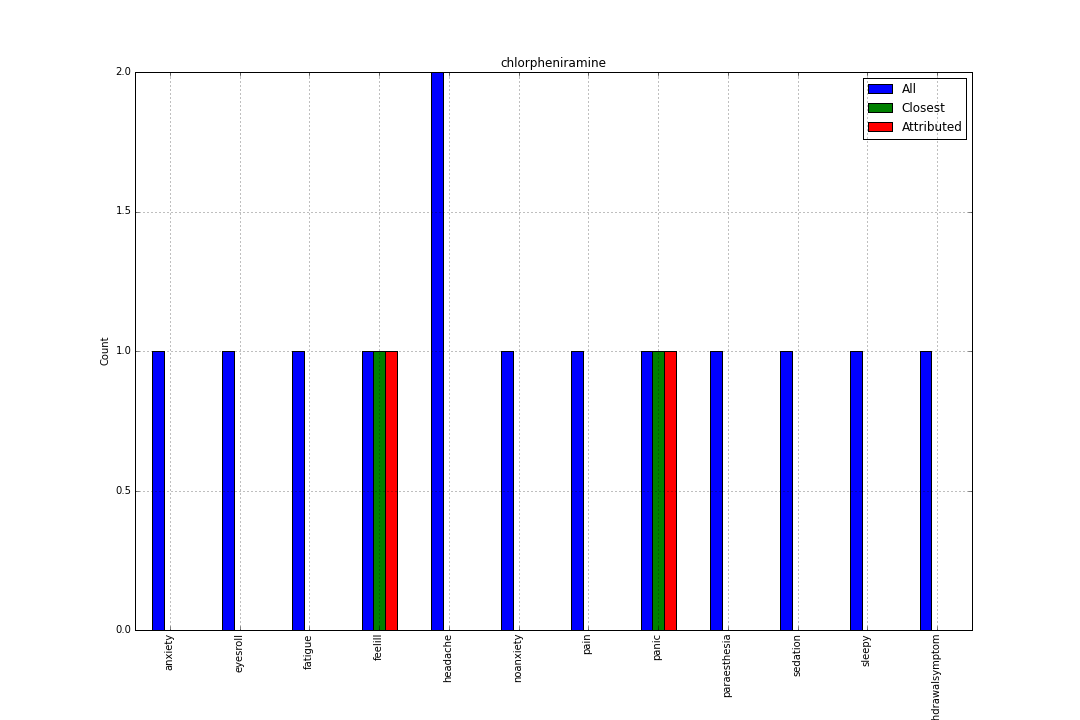 chlorpheniramine
2.0
1.5
1.0
0.5
0.0
Count
All
Closest
Attributed
anxiety
eyesroll
fatigue
feelill
headache
noanxiety
pain
panic
paraesthesia
sedation
sleepy
hdrawalsymptom